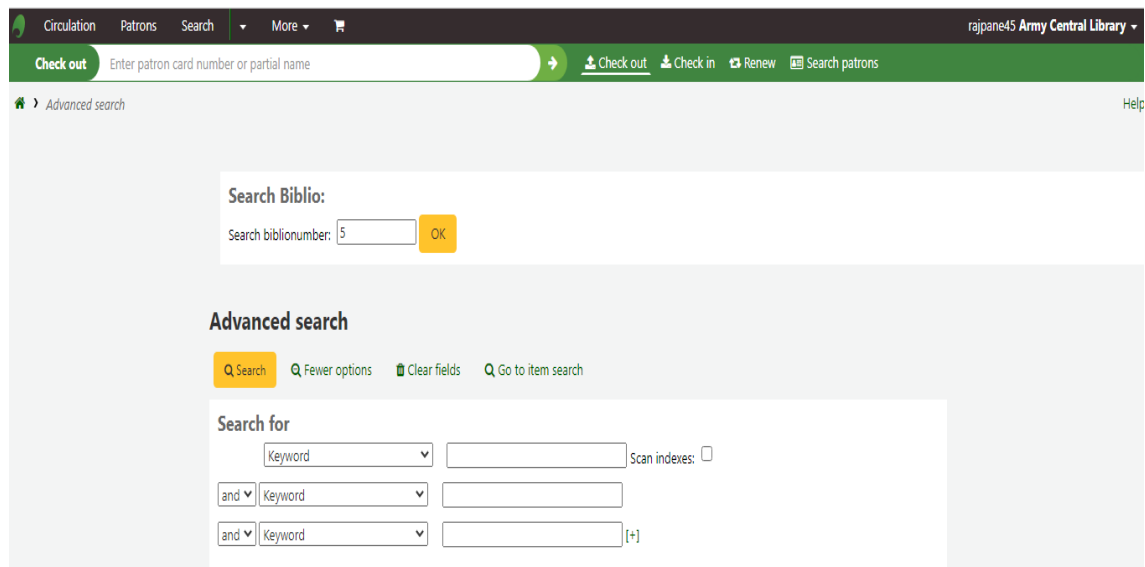 Circulation Patrons Search More rajpane45 Army Central Library
Check out Enter patron card number or partial name Check out Check in Renew Search patrons
Advanced search Help
Search Biblio:
Search biblionumber: 5 OK
Advanced search
Search Fewer options Clear fields Go to item search
Search for
Keyword Scan indexes:
and Keyword
and Keyword [+]